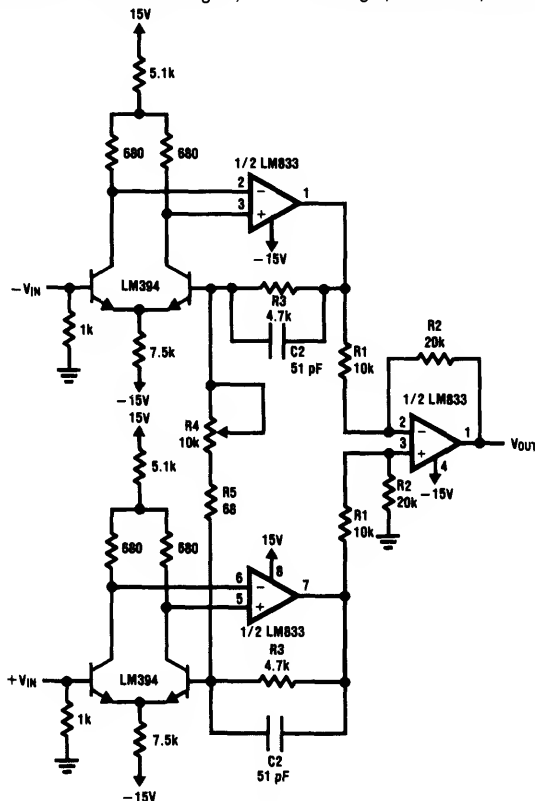 15V
5.1k
680
680
1/2 LM833
2
3
1
−15V
−VIN
LM394
1k
7.5k
−15V
R3
4.7k
C2
51 pF
R1
10k
R2
20k
1/2 LM833
2
3
1
VOUT
4
−15V
R2
20k
R4
10k
R5
68
R1
10k
15V
5.1k
680
680
15V
8
6
5
7
1/2 LM833
R3
4.7k
+VIN
LM394
1k
7.5k
−15V
C2
51 pF